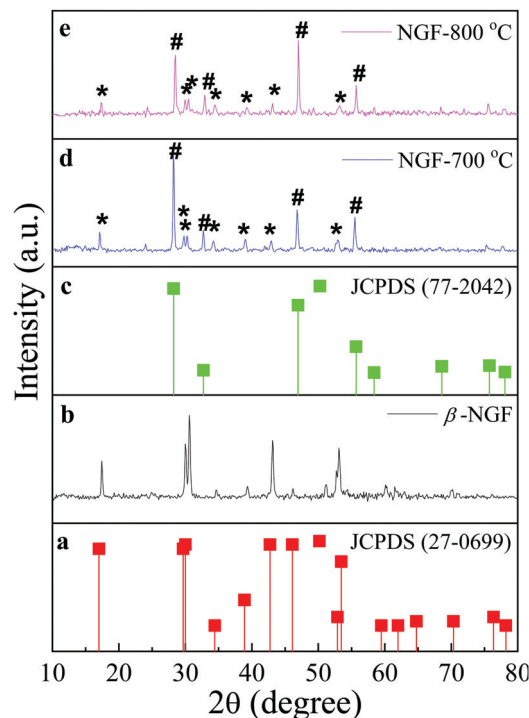 e
NGF-800 °C
#
#
*
*
*
#
*
*
*
*
#
d
NGF-700 °C
#
#
*
*
*
#
*
*
*
*
#
c
JCPDS (77-2042)
b
β-NGF
a
JCPDS (27-0699)
10 20 30 40 50 60 70 80
2θ (degree)
Intensity (a.u.)